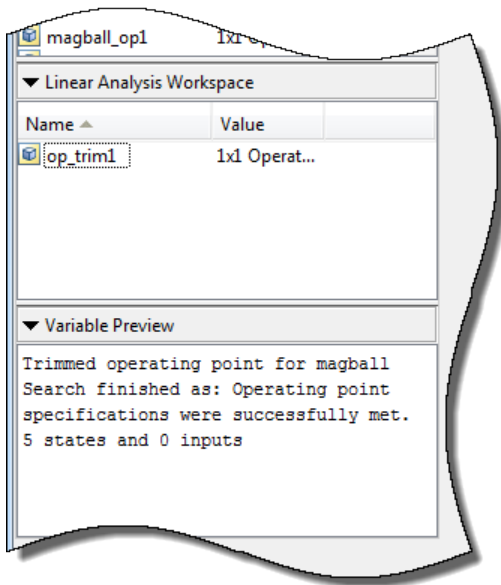 magball_op1
Linear Analysis Workspace
Name Value
op_trim1 1x1 Operat...
Variable Preview
Trimmed operating point for magball
Search finished as: Operating point
specifications were successfully met.
5 states and 0 inputs